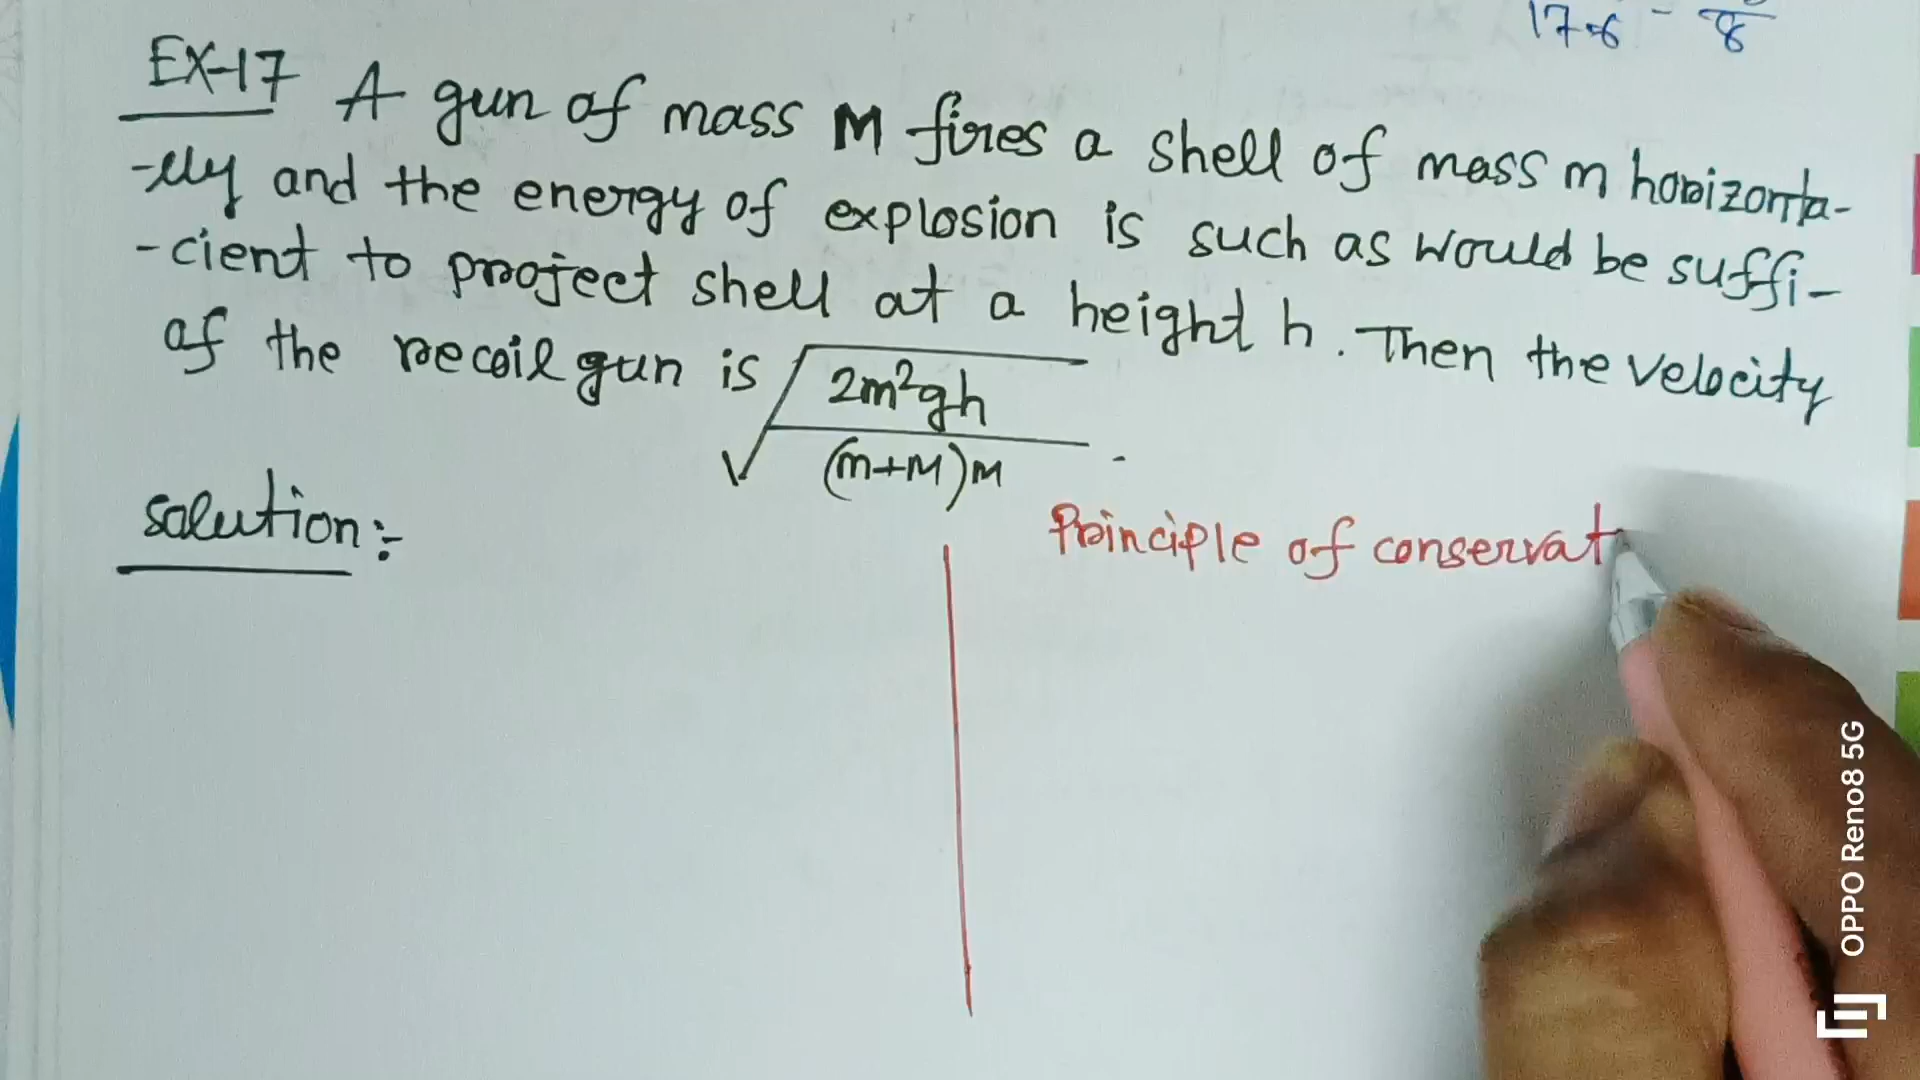 17.6 - 8
EX-17 A gun of mass M fires a shell of mass m horizonta-
-lly and the energy of explosion is such as would be suffi-
-cient to project shell at a height h. Then the velocity
of the recoil gun is √(2m²gh / (m+M)M) .
Solution:-
Principle of conservat
OPPO Reno8 5G